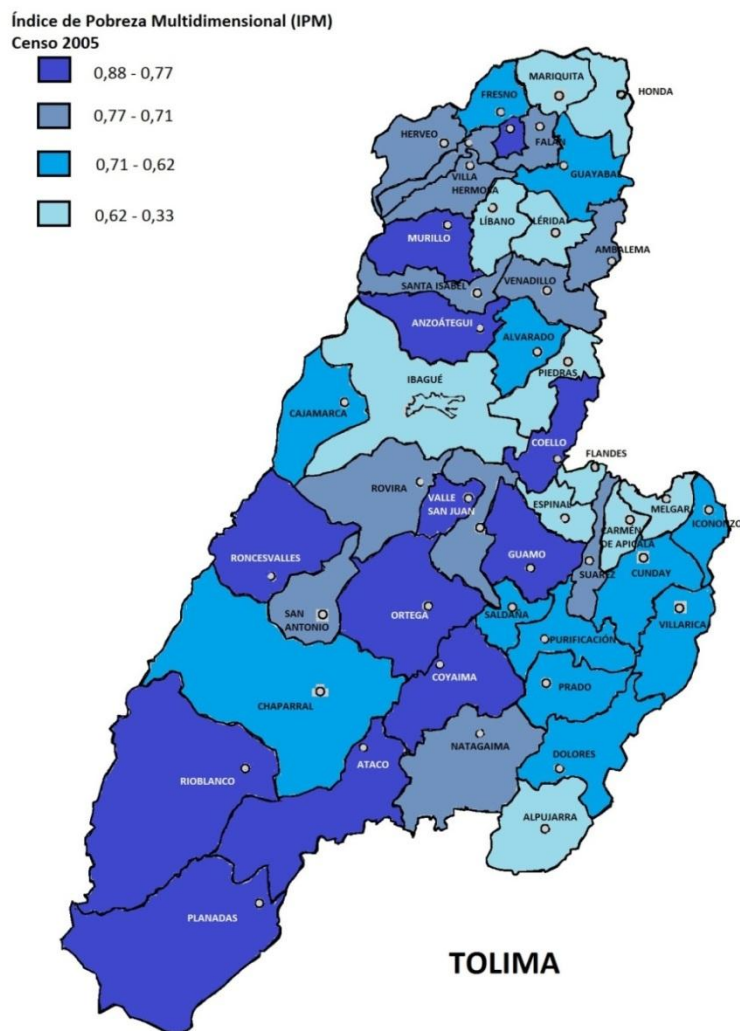 Índice de Pobreza Multidimensional (IPM)
Censo 2005
0,88 - 0,77
0,77 - 0,71
0,71 - 0,62
0,62 - 0,33
MARIQUITA
HONDA
FRESNO
HERVEO
FALAN
VILLA
HERMOSA
GUAYABAL
LÍBANO
LÉRIDA
MURILLO
AMBALEMA
SANTA ISABEL
VENADILLO
ANZOÁTEGUI
ALVARADO
PIEDRAS
IBAGUÉ
CAJAMARCA
COELLO
FLANDES
ROVIRA
VALLE
SAN JUAN
ESPINAL
MELGAR
CARMEN
DE APICALÁ
ICONONZO
RONCESVALLES
GUAMO
SUAREZ
CUNDAY
SAN
ANTONIO
ORTEGA
SALDAÑA
VILLARICA
PURIFICACIÓN
COYAIMA
PRADO
CHAPARRAL
NATAGAIMA
ATACO
DOLORES
RIOBLANCO
ALPUJARRA
PLANADAS
TOLIMA